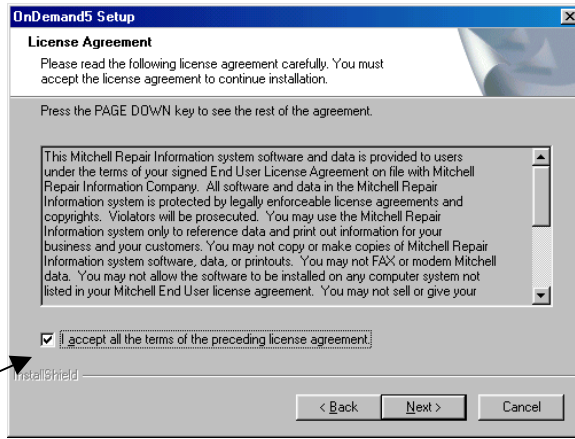 OnDemand5 Setup
License Agreement
Please read the following license agreement carefully. You must
accept the license agreement to continue installation.
Press the PAGE DOWN key to see the rest of the agreement.
This Mitchell Repair Information system software and data is provided to users
under the terms of your signed End User License Agreement on file with Mitchell
Repair Information Company. All software and data in the Mitchell Repair
Information system is protected by legally enforceable license agreements and
copyrights. Violators will be prosecuted. You may use the Mitchell Repair
Information system only to reference data and print out information for your
business and your customers. You may not copy or make copies of Mitchell Repair
Information system software, data, or printouts. You may not FAX or modem Mitchell
data. You may not allow the software to be installed on any computer system not
listed in your Mitchell End User license agreement. You may not sell or give your
I accept all the terms of the preceding license agreement.
InstallShield
< Back Next > Cancel